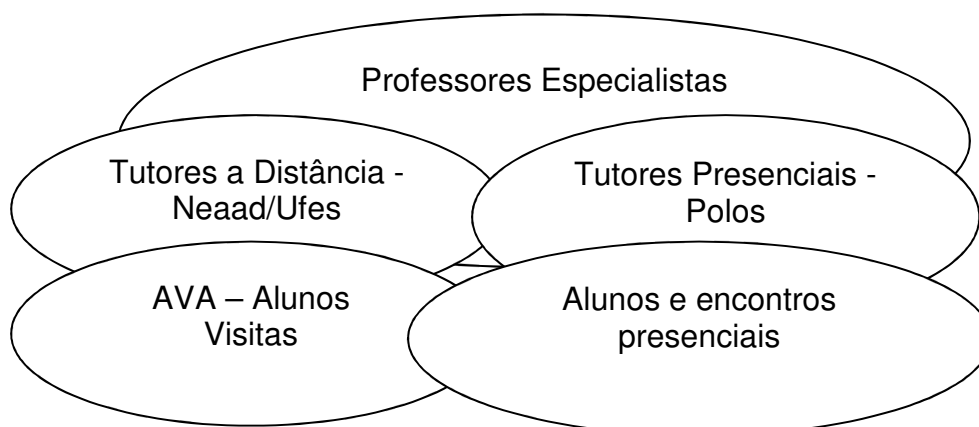 Professores Especialistas
Tutores a Distância -
Neaad/Ufes
Tutores Presenciais -
Polos
AVA – Alunos
Visitas
Alunos e encontros
presenciais